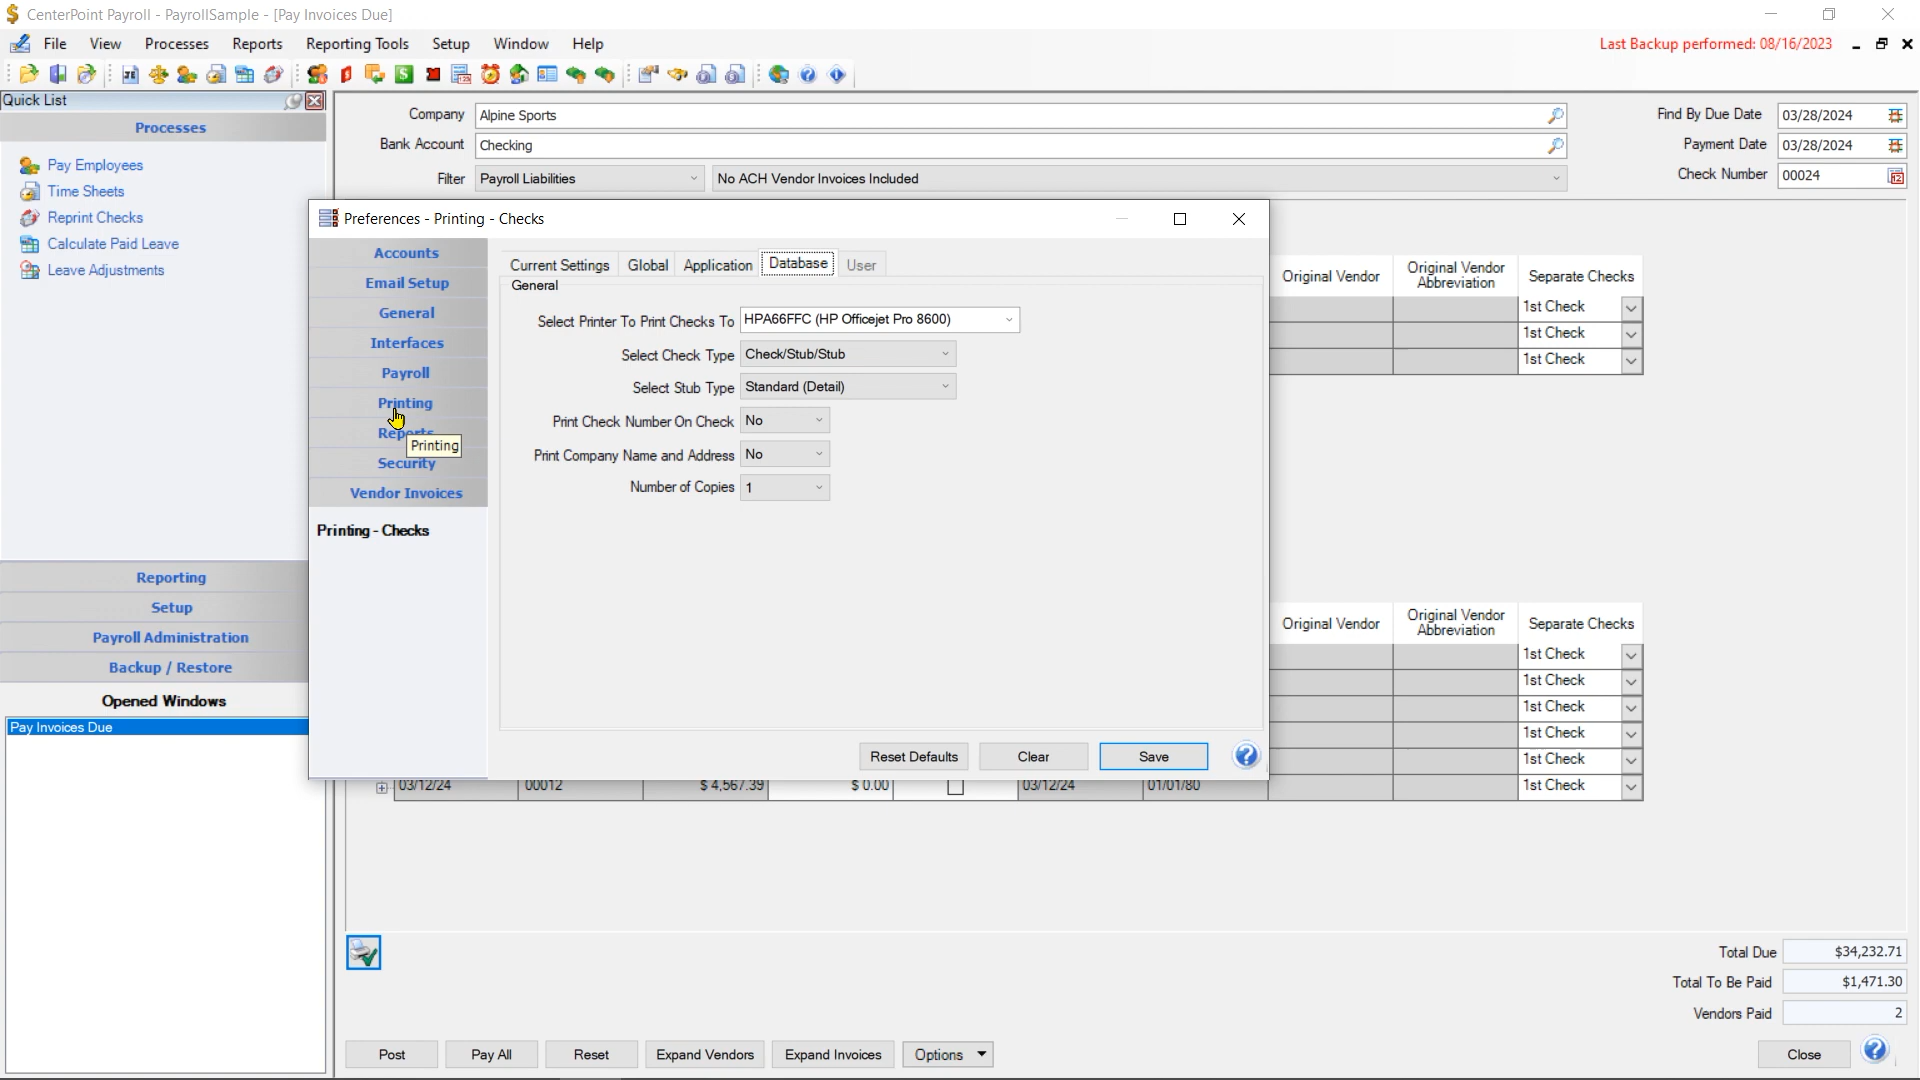 CenterPoint Payroll - PayrollSample - [Pay Invoices Due]
File View Processes Reports Reporting Tools Setup Window Help
Last Backup performed: 08/16/2023
Quick List
Processes
Pay Employees
Time Sheets
Reprint Checks
Calculate Paid Leave
Leave Adjustments
Reporting
Setup
Payroll Administration
Backup / Restore
Opened Windows
Pay Invoices Due
Company Alpine Sports
Bank Account Checking
Filter Payroll Liabilities No ACH Vendor Invoices Included
Find By Due Date 03/28/2024
Payment Date 03/28/2024
Check Number 00024
Preferences - Printing - Checks
Accounts
Email Setup
General
Interfaces
Payroll
Printing
Reports
Printing
Security
Vendor Invoices
Printing - Checks
Current Settings Global Application Database User
General
Select Printer To Print Checks To HPA66FFC (HP Officejet Pro 8600)
Select Check Type Check/Stub/Stub
Select Stub Type Standard (Detail)
Print Check Number On Check No
Print Company Name and Address No
Number of Copies 1
Reset Defaults Clear Save
Original Vendor Original Vendor Abbreviation Separate Checks
1st Check
1st Check
1st Check
Original Vendor Original Vendor Abbreviation Separate Checks
1st Check
1st Check
1st Check
1st Check
1st Check
03/12/24 00012 $ 4,567.39 $ 0.00 03/12/24 01/01/80 1st Check
Total Due $34,232.71
Total To Be Paid $1,471.30
Vendors Paid 2
Post Pay All Reset Expand Vendors Expand Invoices Options Close